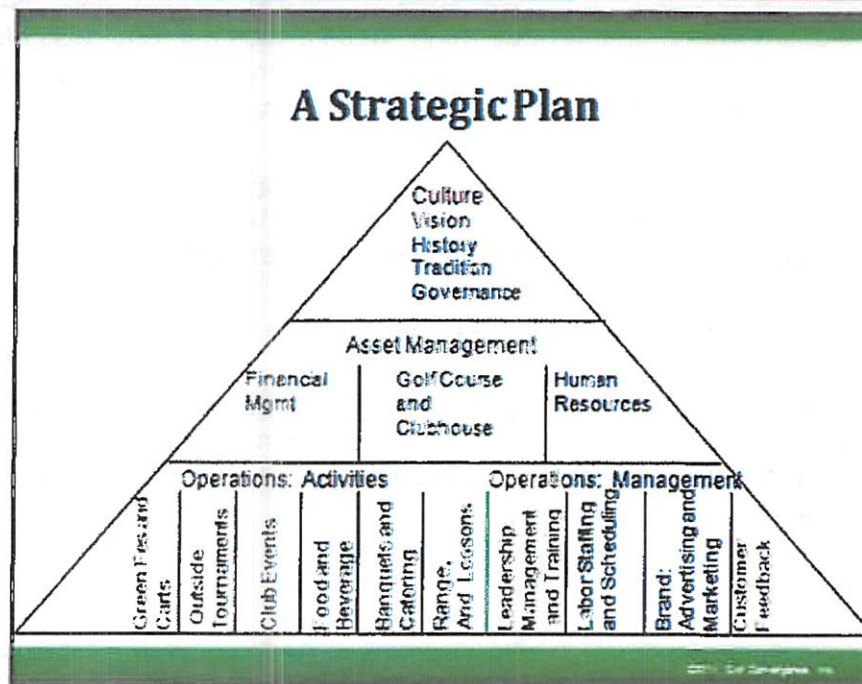 A Strategic Plan
Culture
Vision
History
Tradition
Governance
Asset Management
Financial
Mgmt
Golf Course
and
Clubhouse
Human
Resources
Operations: Activities
Operations: Management
Green Fees and
Carts
Outside
Tournaments
Club Events
Food and
Beverage
Banquets and
Catering
Range,
And Lessons
Leadership
Management
and Training
Labor Staffing
and Scheduling
Brand:
Advertising and
Marketing
Customer
Feedback